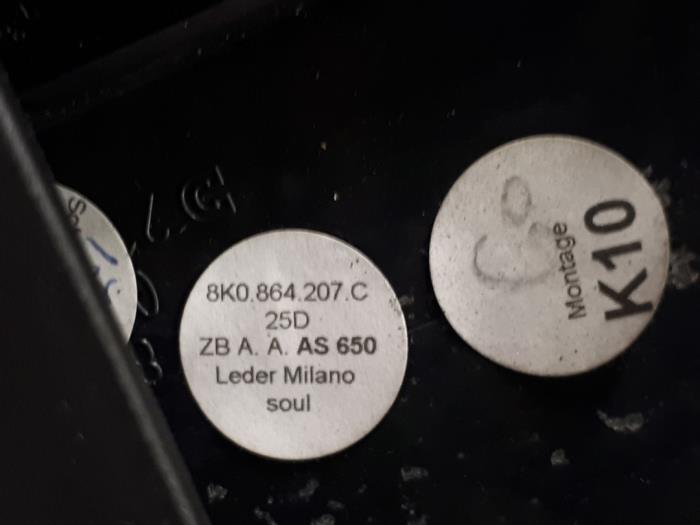 8K0.864.207.C
25D
ZB A. A. AS 650
Leder Milano
soul
Montage
K10